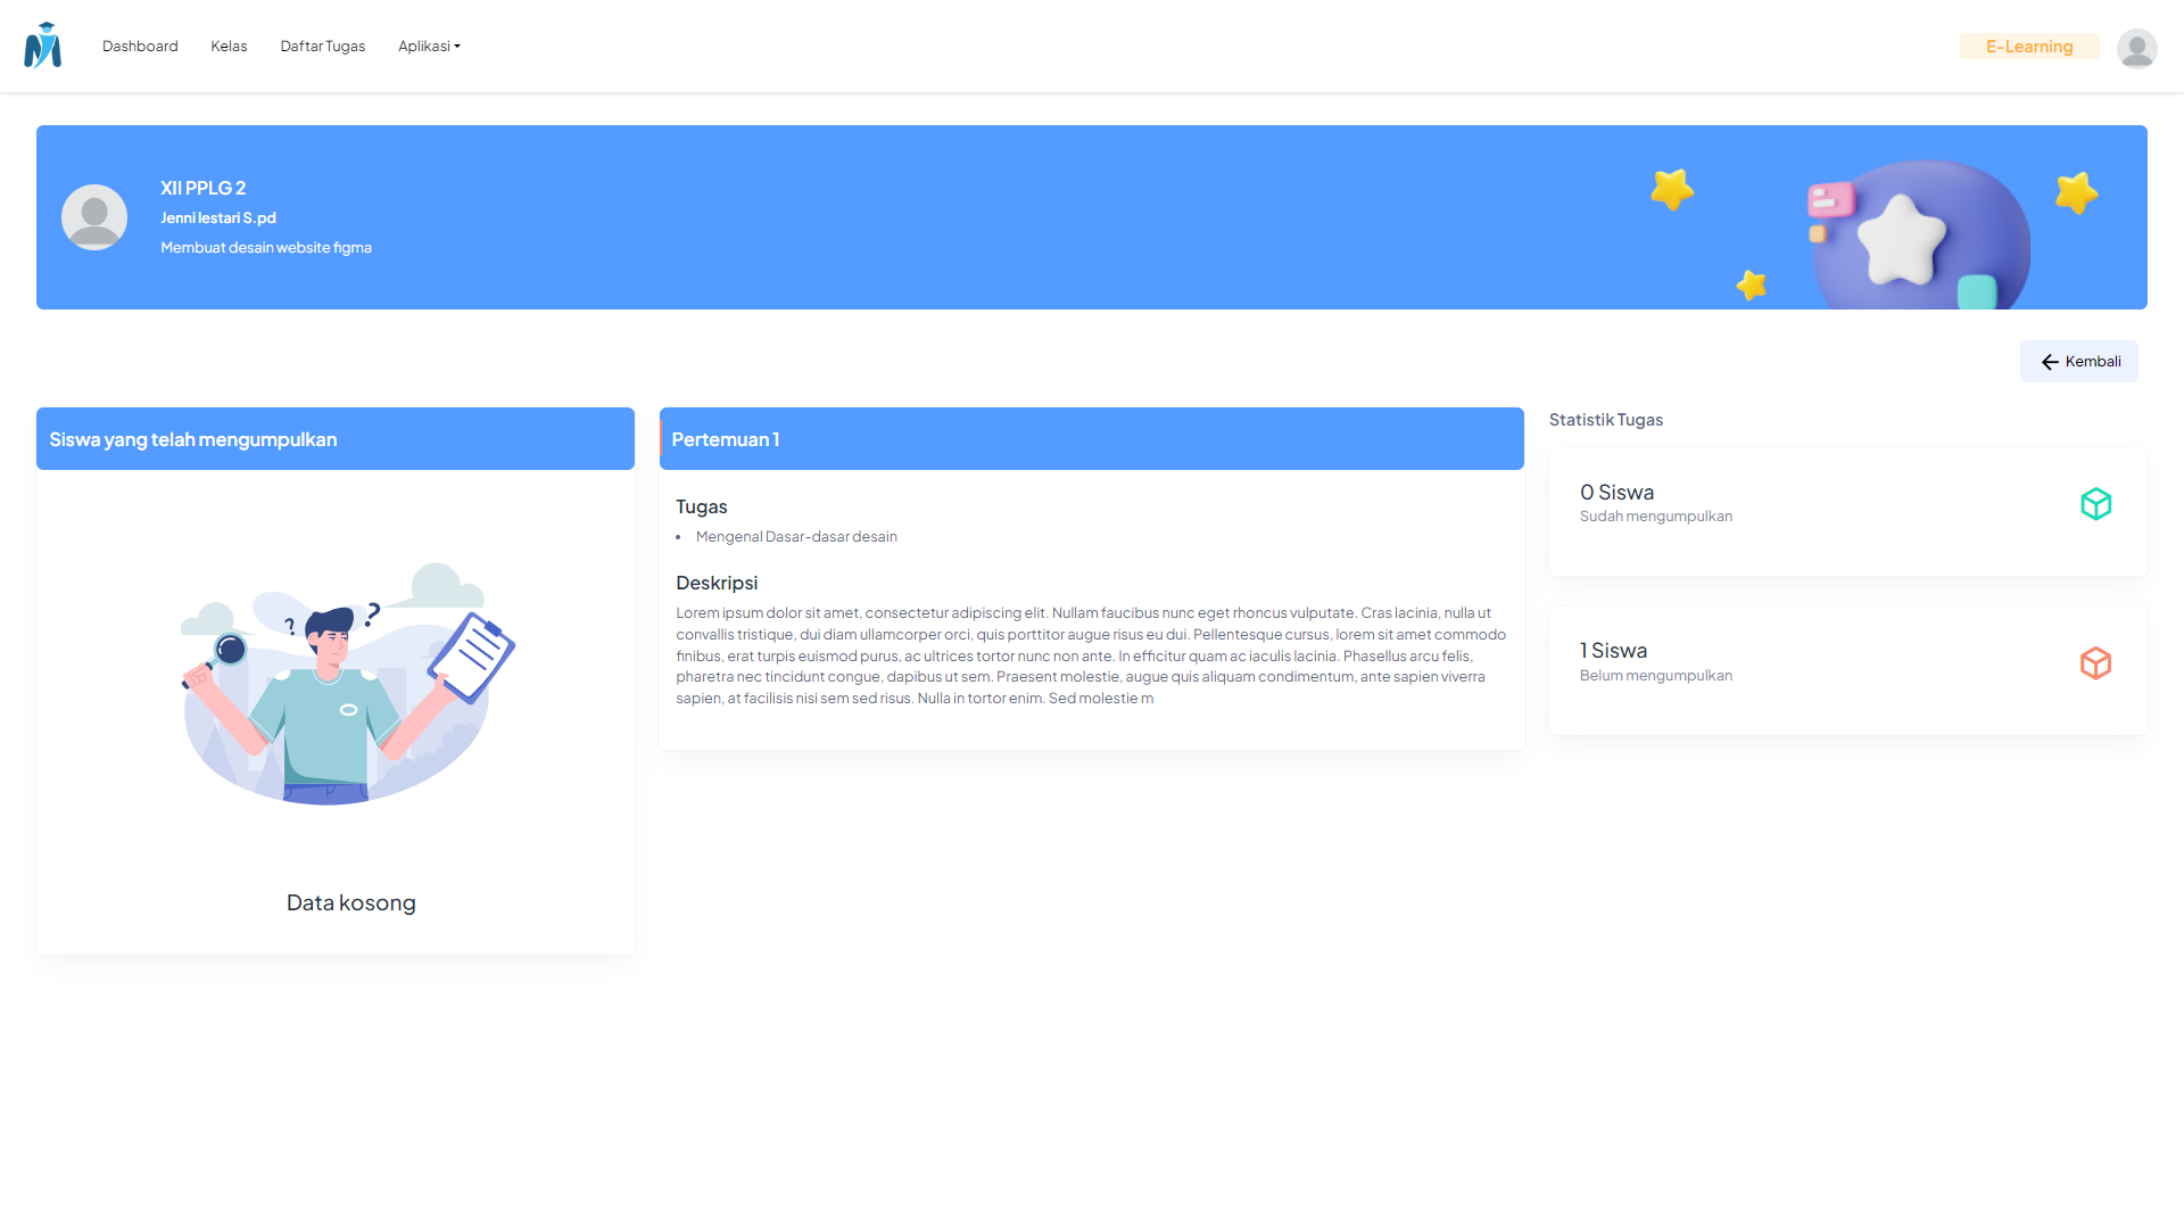 Dashboard
Kelas
Daftar Tugas
Aplikasi
E-Learning
XII PPLG 2
Jenni lestari S.pd
Membuat desain website figma
Kembali
Siswa yang telah mengumpulkan
Data kosong
Pertemuan 1
Tugas
• Mengenal Dasar-dasar desain
Deskripsi
Lorem ipsum dolor sit amet, consectetur adipiscing elit. Nullam faucibus nunc eget rhoncus vulputate. Cras lacinia, nulla ut
convallis tristique, dui diam ullamcorper orci, quis porttitor augue risus eu dui. Pellentesque cursus, lorem sit amet commodo
finibus, erat turpis euismod purus, ac ultrices tortor nunc non ante. In efficitur quam ac iaculis lacinia. Phasellus arcu felis,
pharetra nec tincidunt congue, dapibus ut sem. Praesent molestie, augue quis aliquam condimentum, ante sapien viverra
sapien, at facilisis nisi sem sed risus. Nulla in tortor enim. Sed molestie m
Statistik Tugas
0 Siswa
Sudah mengumpulkan
1 Siswa
Belum mengumpulkan